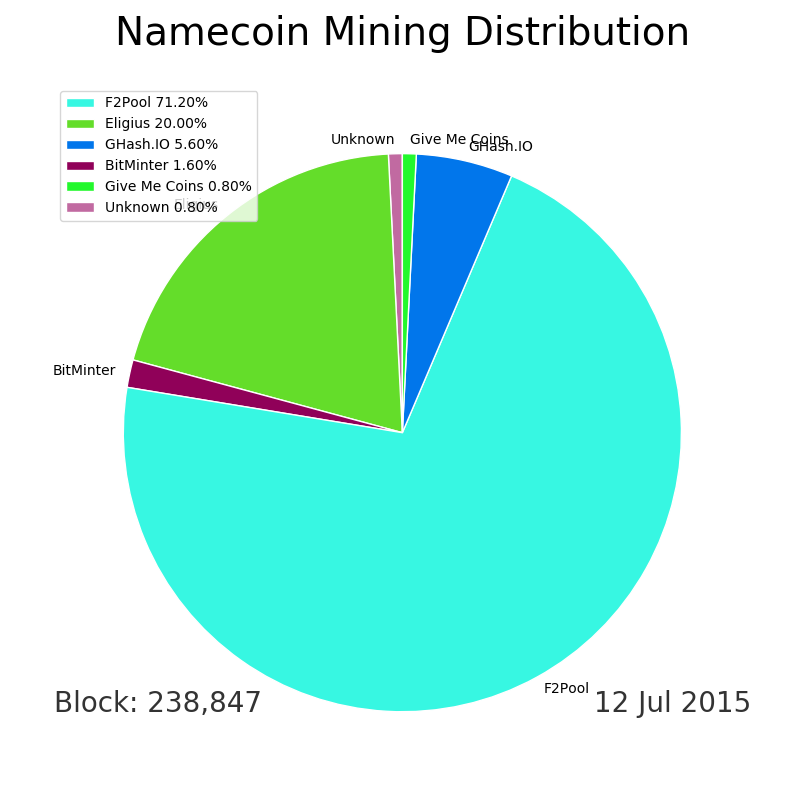 Namecoin Mining Distribution
F2Pool 71.20%
Eligius 20.00%
GHash.IO 5.60%
BitMinter 1.60%
Give Me Coins 0.80%
Unknown 0.80%
Unknown
Give Me Coins
GHash.IO
Eligius
BitMinter
F2Pool
Block: 238,847
12 Jul 2015